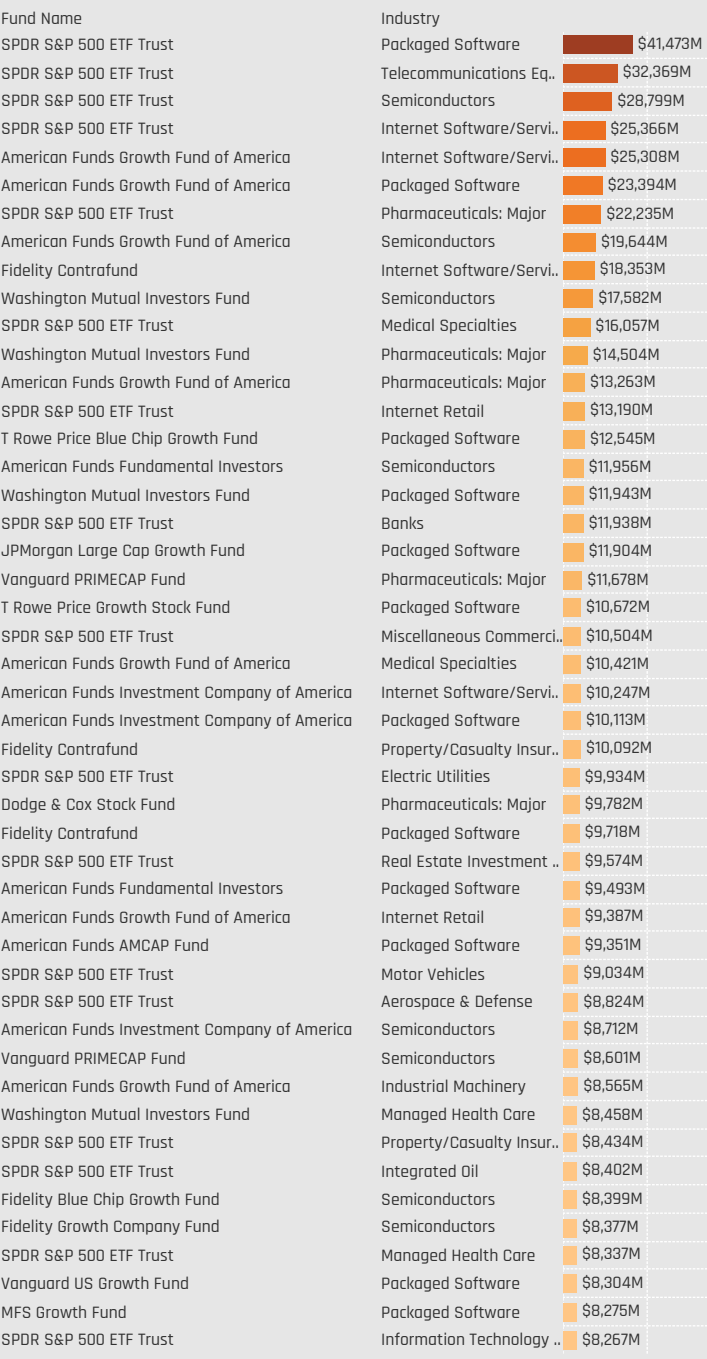 Fund Name Industry
SPDR S&P 500 ETF Trust Packaged Software $41,473M
SPDR S&P 500 ETF Trust Telecommunications Eq.. $32,369M
SPDR S&P 500 ETF Trust Semiconductors $28,799M
SPDR S&P 500 ETF Trust Internet Software/Servi.. $25,366M
American Funds Growth Fund of America Internet Software/Servi.. $25,308M
American Funds Growth Fund of America Packaged Software $23,394M
SPDR S&P 500 ETF Trust Pharmaceuticals: Major $22,235M
American Funds Growth Fund of America Semiconductors $19,644M
Fidelity Contrafund Internet Software/Servi.. $18,353M
Washington Mutual Investors Fund Semiconductors $17,582M
SPDR S&P 500 ETF Trust Medical Specialties $16,057M
Washington Mutual Investors Fund Pharmaceuticals: Major $14,504M
American Funds Growth Fund of America Pharmaceuticals: Major $13,263M
SPDR S&P 500 ETF Trust Internet Retail $13,190M
T Rowe Price Blue Chip Growth Fund Packaged Software $12,545M
American Funds Fundamental Investors Semiconductors $11,956M
Washington Mutual Investors Fund Packaged Software $11,943M
SPDR S&P 500 ETF Trust Banks $11,938M
JPMorgan Large Cap Growth Fund Packaged Software $11,904M
Vanguard PRIMECAP Fund Pharmaceuticals: Major $11,678M
T Rowe Price Growth Stock Fund Packaged Software $10,672M
SPDR S&P 500 ETF Trust Miscellaneous Commerci.. $10,504M
American Funds Growth Fund of America Medical Specialties $10,421M
American Funds Investment Company of America Internet Software/Servi.. $10,247M
American Funds Investment Company of America Packaged Software $10,113M
Fidelity Contrafund Property/Casualty Insur.. $10,092M
SPDR S&P 500 ETF Trust Electric Utilities $9,934M
Dodge & Cox Stock Fund Pharmaceuticals: Major $9,782M
Fidelity Contrafund Packaged Software $9,718M
SPDR S&P 500 ETF Trust Real Estate Investment .. $9,574M
American Funds Fundamental Investors Packaged Software $9,493M
American Funds Growth Fund of America Internet Retail $9,387M
American Funds AMCAP Fund Packaged Software $9,351M
SPDR S&P 500 ETF Trust Motor Vehicles $9,034M
SPDR S&P 500 ETF Trust Aerospace & Defense $8,824M
American Funds Investment Company of America Semiconductors $8,712M
Vanguard PRIMECAP Fund Semiconductors $8,601M
American Funds Growth Fund of America Industrial Machinery $8,565M
Washington Mutual Investors Fund Managed Health Care $8,458M
SPDR S&P 500 ETF Trust Property/Casualty Insur.. $8,434M
SPDR S&P 500 ETF Trust Integrated Oil $8,402M
Fidelity Blue Chip Growth Fund Semiconductors $8,399M
Fidelity Growth Company Fund Semiconductors $8,377M
SPDR S&P 500 ETF Trust Managed Health Care $8,337M
Vanguard US Growth Fund Packaged Software $8,304M
MFS Growth Fund Packaged Software $8,275M
SPDR S&P 500 ETF Trust Information Technology .. $8,267M